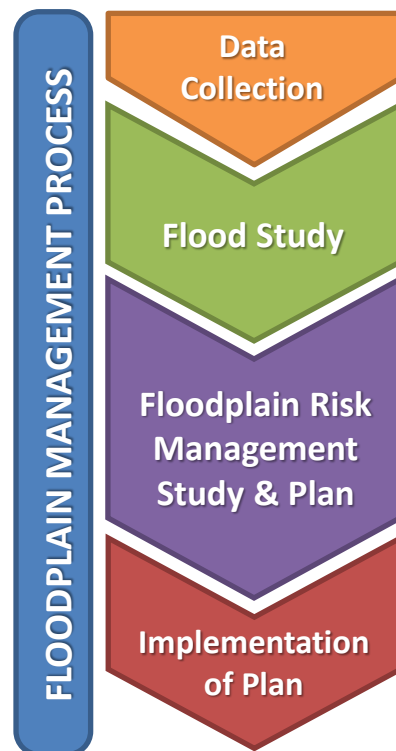 FLOODPLAIN MANAGEMENT PROCESS
Data
Collection
Flood Study
Floodplain Risk
Management
Study & Plan
Implementation
of Plan